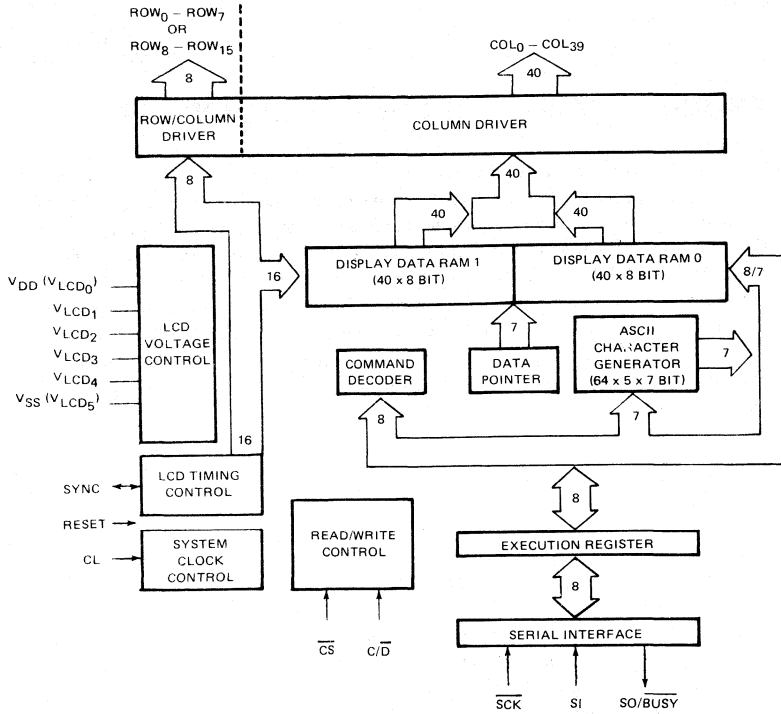 ROW0 – ROW7
OR
ROW8 – ROW15
COL0 – COL39
8
40
ROW/COLUMN
DRIVER
COLUMN DRIVER
8
40
40
40
DISPLAY DATA RAM 1
(40 x 8 BIT)
DISPLAY DATA RAM 0
(40 x 8 BIT)
16
8/7
VDD (VLCD0)
VLCD1
VLCD2
VLCD3
VLCD4
VSS (VLCD5)
LCD
VOLTAGE
CONTROL
7
COMMAND
DECODER
DATA
POINTER
ASCII
CHARACTER
GENERATOR
(64 x 5 x 7 BIT)
7
8
7
16
SYNC
LCD TIMING
CONTROL
RESET
CL
SYSTEM
CLOCK
CONTROL
READ/WRITE
CONTROL
8
EXECUTION REGISTER
8
SERIAL INTERFACE
CS
C/D
SCK
SI
SO/BUSY